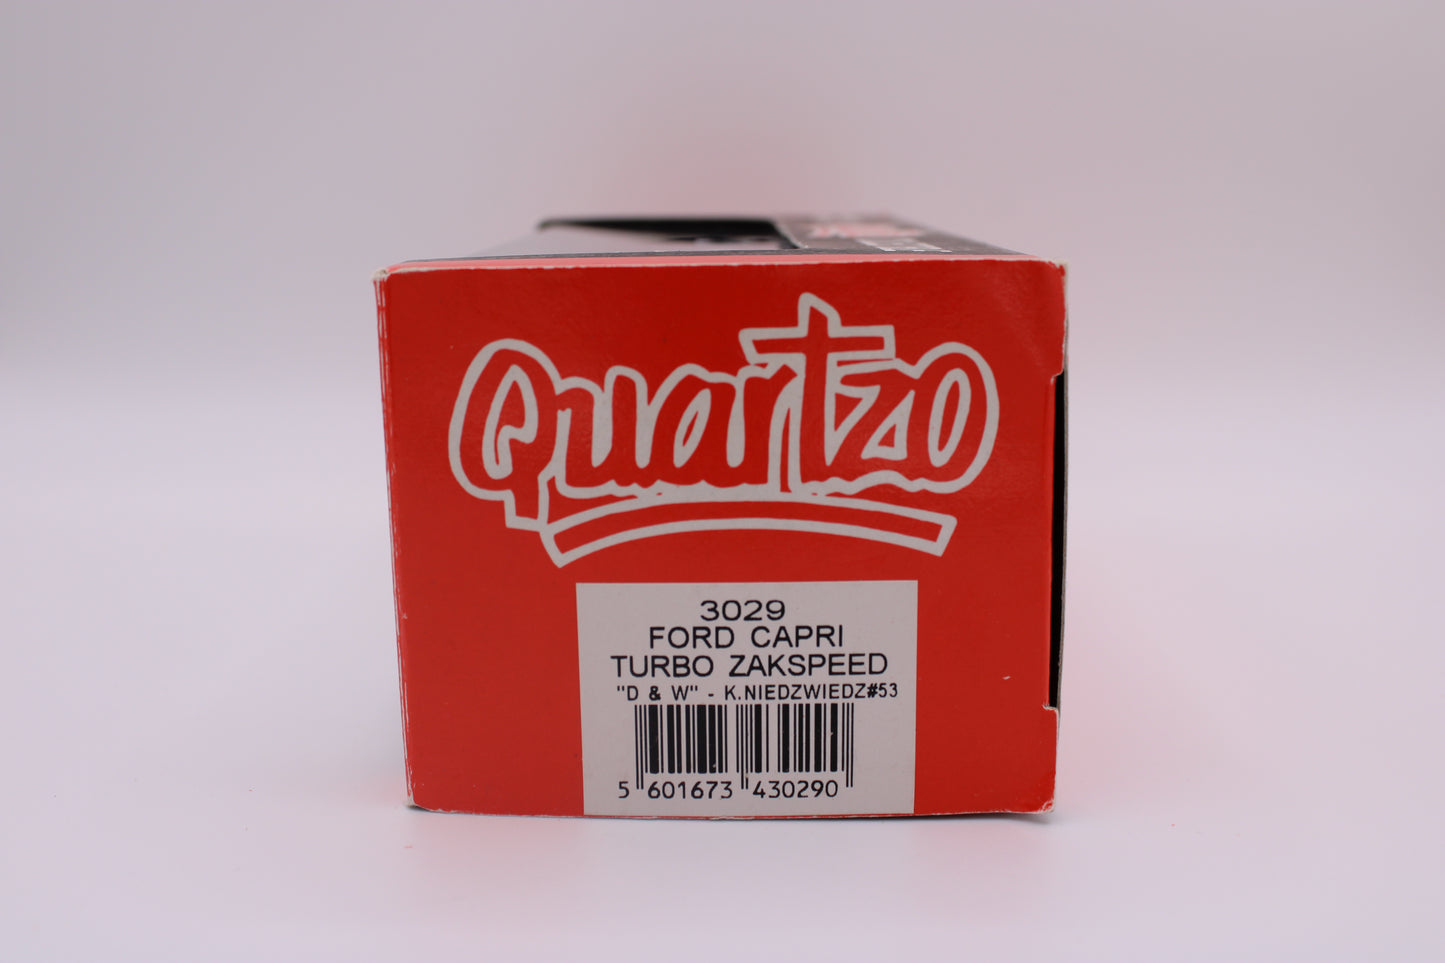 Quartzo
3029
FORD CAPRI
TURBO ZAKSPEED
"D & W" - K.NIEDZWIEDZ#53
5 601673 430290